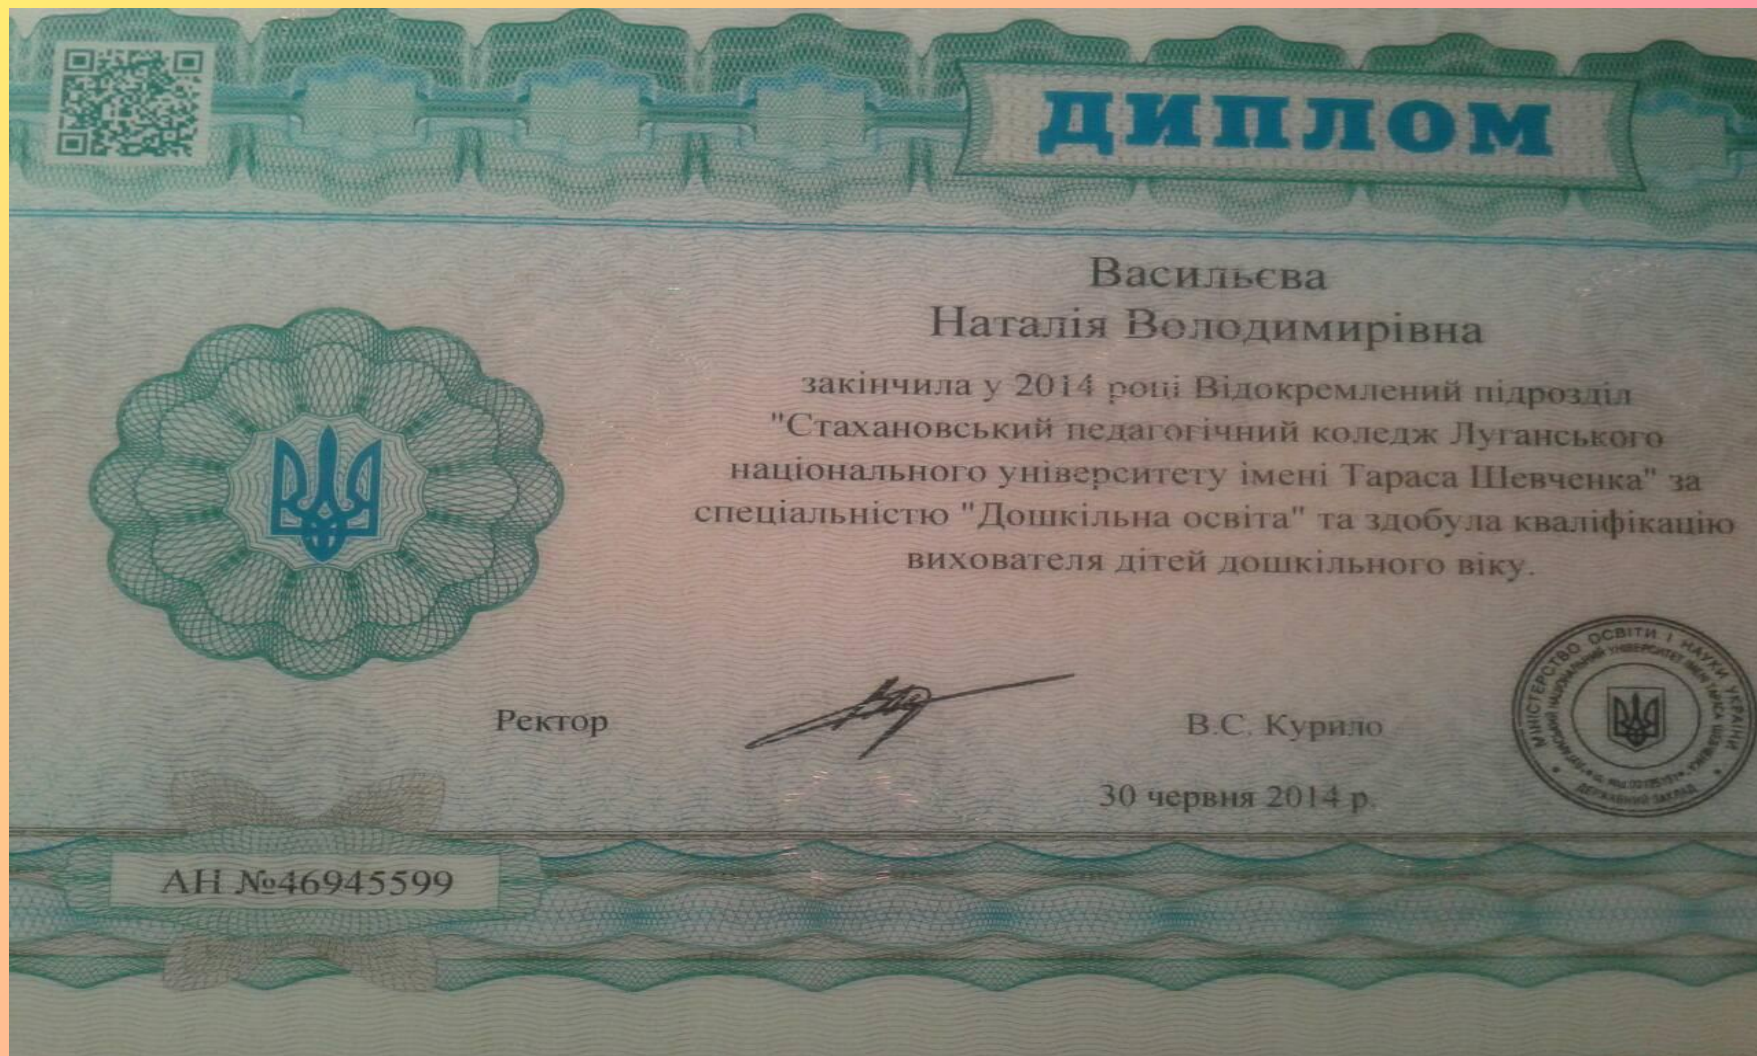 ДИПЛОМ
Васильєва
Наталія Володимирівна
закінчила у 2014 році Відокремлений підрозділ
"Стахановський педагогічний коледж Луганського
національного університету імені Тараса Шевченка" за
спеціальністю "Дошкільна освіта" та здобула кваліфікацію
вихователя дітей дошкільного віку.
Ректор
В.С. Курило
30 червня 2014 р.
МІНІСТЕРСТВО ОСВІТИ І НАУКИ УКРАЇНИ
ДЕРЖАВНИЙ ЗАКЛАД
АН №46945599